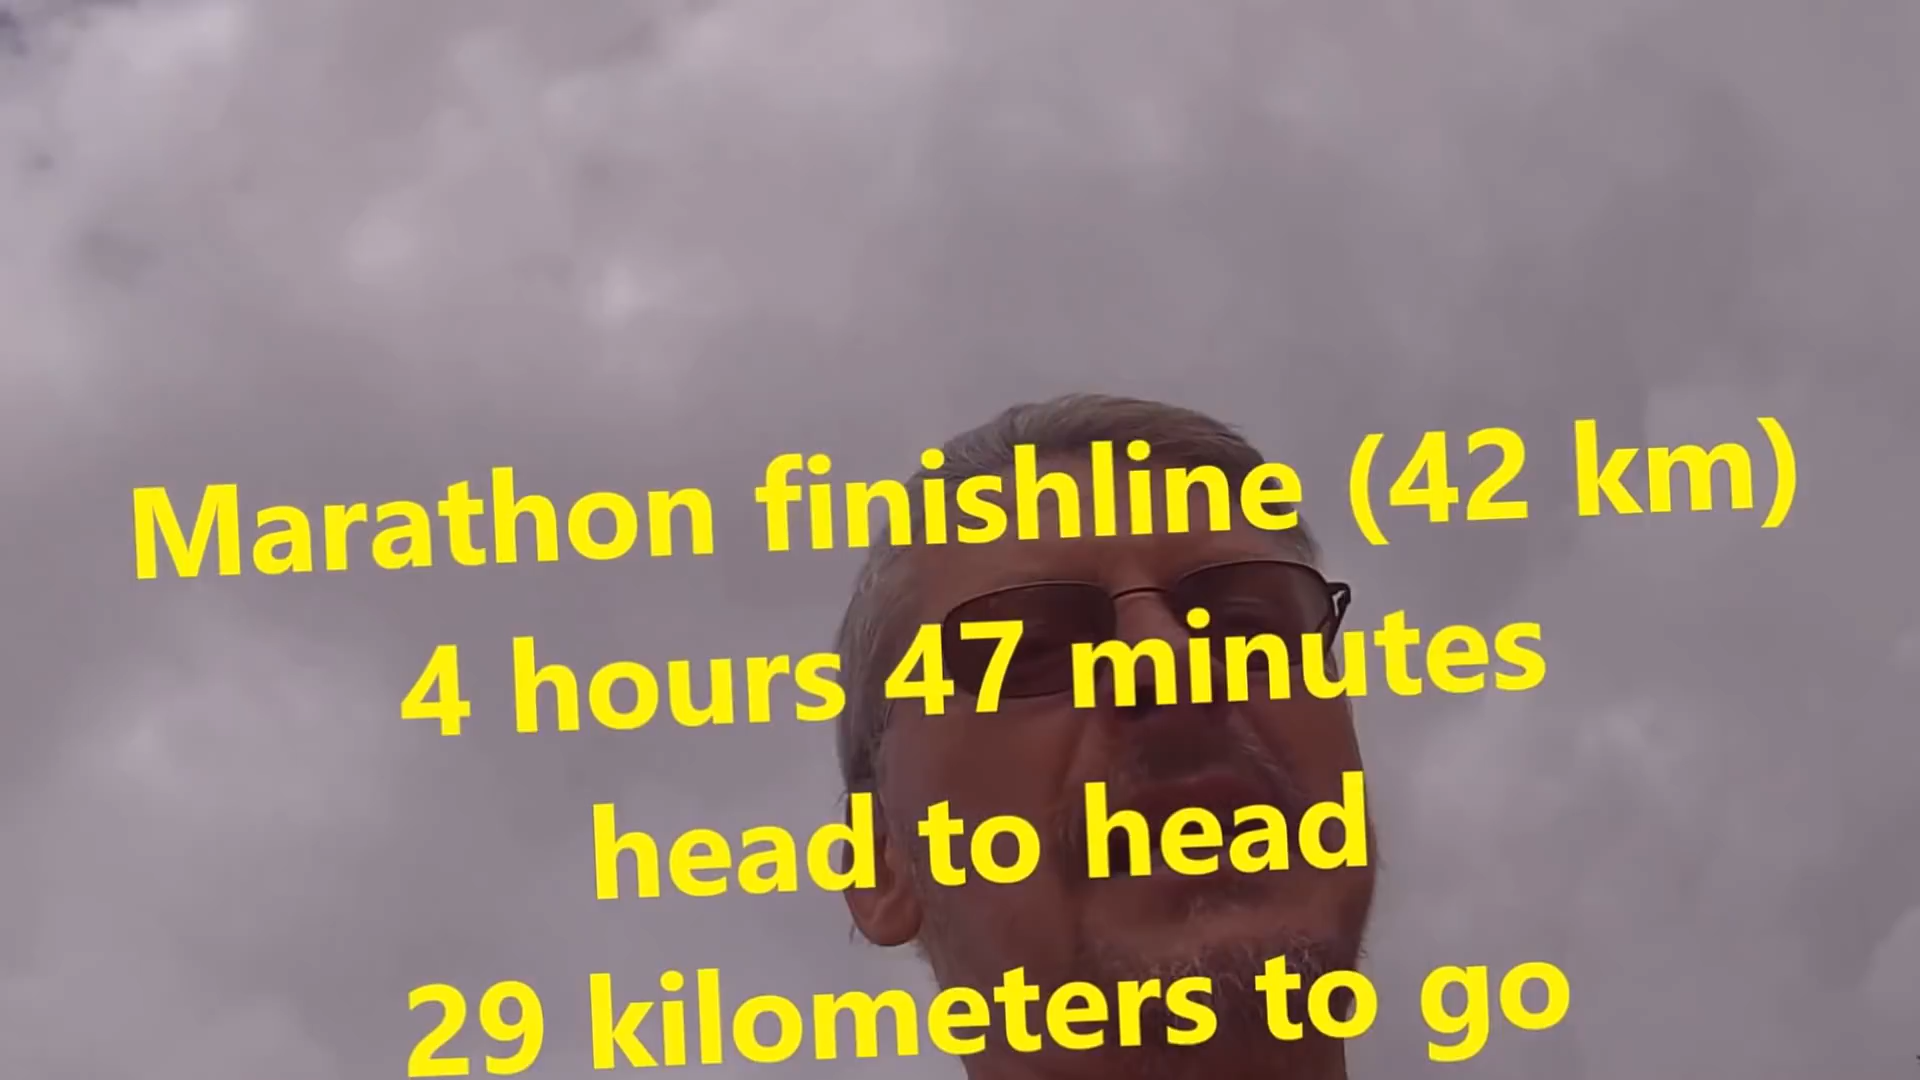 Marathon finishline (42 km)
4 hours 47 minutes
head to head
29 kilometers to go